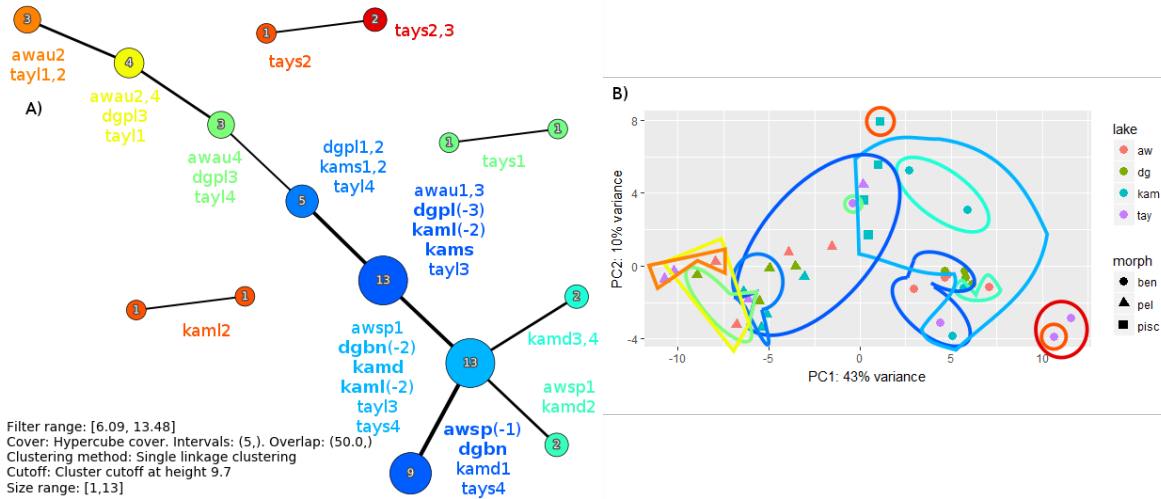 3
awau2
tayl1,2
A)
4
awau2,4
dgpl3
tayl1
3
awau4
dgpl3
tayl4
1
2
tays2
tays2,3
1
1
tays1
dgpl1,2
kams1,2
tayl4
5
awau1,3
dgpl(-3)
kaml(-2)
kams
tayl3
13
1
1
kaml2
awsp1
dgbn(-2)
kamd
kaml(-2)
tayl3
tays4
13
2
kamd3,4
awsp1
kamd2
2
awsp(-1)
dgbn
kamd1
tays4
9
Filter range: [6.09, 13.48]
Cover: Hypercube cover. Intervals: (5,). Overlap: (50.0,)
Clustering method: Single linkage clustering
Cutoff: Cluster cutoff at height 9.7
Size range: [1,13]
B)
PC2: 10% variance
8
4
0
-4
-10
-5
0
5
10
PC1: 43% variance
lake
aw
dg
kam
tay
morph
ben
pel
pisc